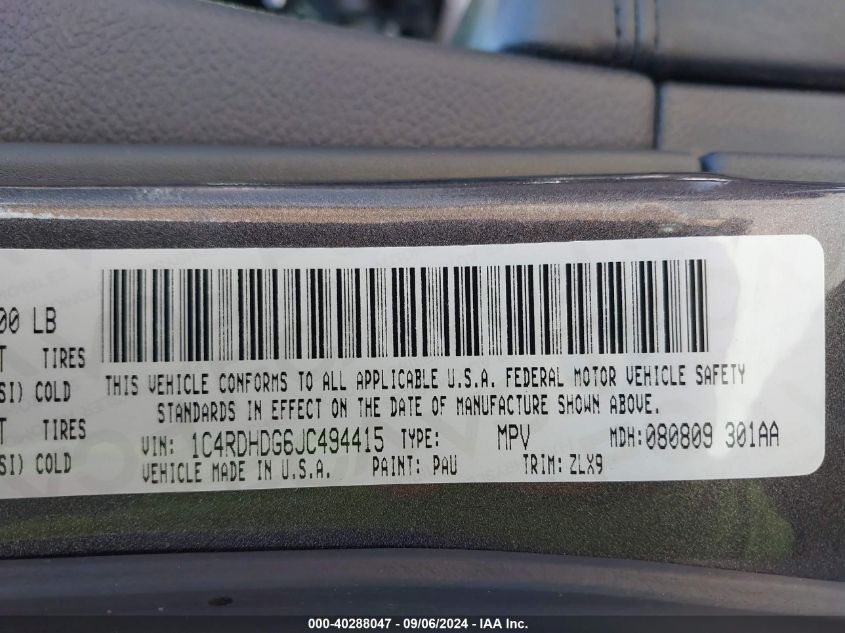 00 LB
TIRES
SI) COLD
TIRES
SI) COLD
THIS VEHICLE CONFORMS TO ALL APPLICABLE U.S.A. FEDERAL MOTOR VEHICLE SAFETY
STANDARDS IN EFFECT ON THE DATE OF MANUFACTURE SHOWN ABOVE.
VIN: 1C4RDHDG6JC494415 TYPE: MPV MDH:080809 301AA
VEHICLE MADE IN U.S.A. PAINT: PAU TRIM: ZLX9
000-40288047 - 09/06/2024 - IAA Inc.